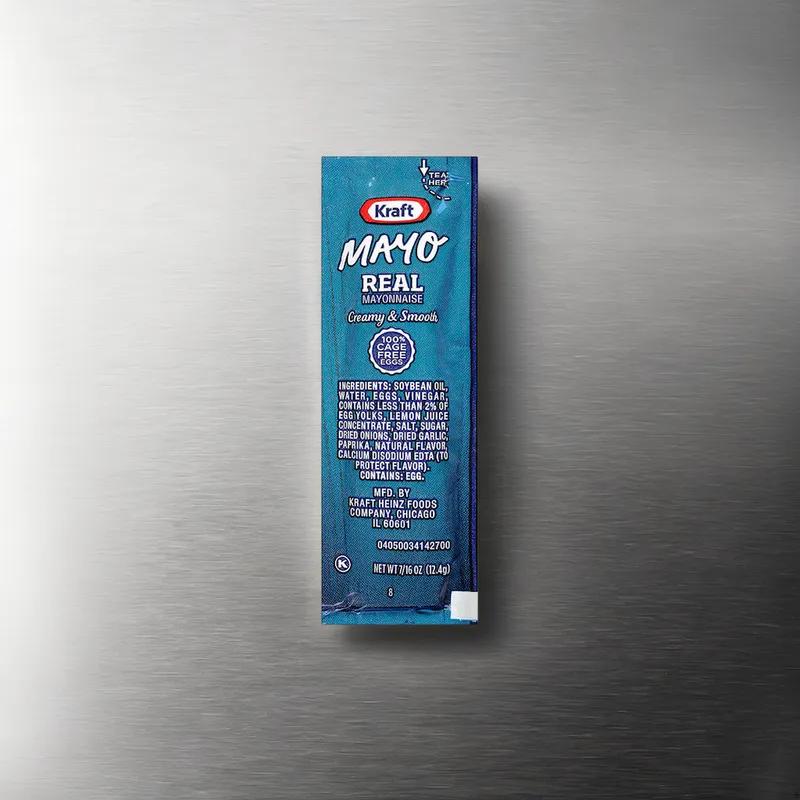 TEAR
HERE
Kraft
MAYO
REAL
MAYONNAISE
Creamy & Smooth
100%
CAGE
FREE
EGGS
INGREDIENTS: SOYBEAN OIL,
WATER, EGGS, VINEGAR,
CONTAINS LESS THAN 2% OF
EGG YOLKS, LEMON JUICE
CONCENTRATE, SALT, SUGAR,
DRIED ONIONS, DRIED GARLIC,
PAPRIKA, NATURAL FLAVOR,
CALCIUM DISODIUM EDTA (TO
PROTECT FLAVOR).
CONTAINS: EGG.
MFD. BY
KRAFT HEINZ FOODS
COMPANY, CHICAGO
IL 60601
04050034142700
K
NET WT 7/16 OZ (12.4g)
8